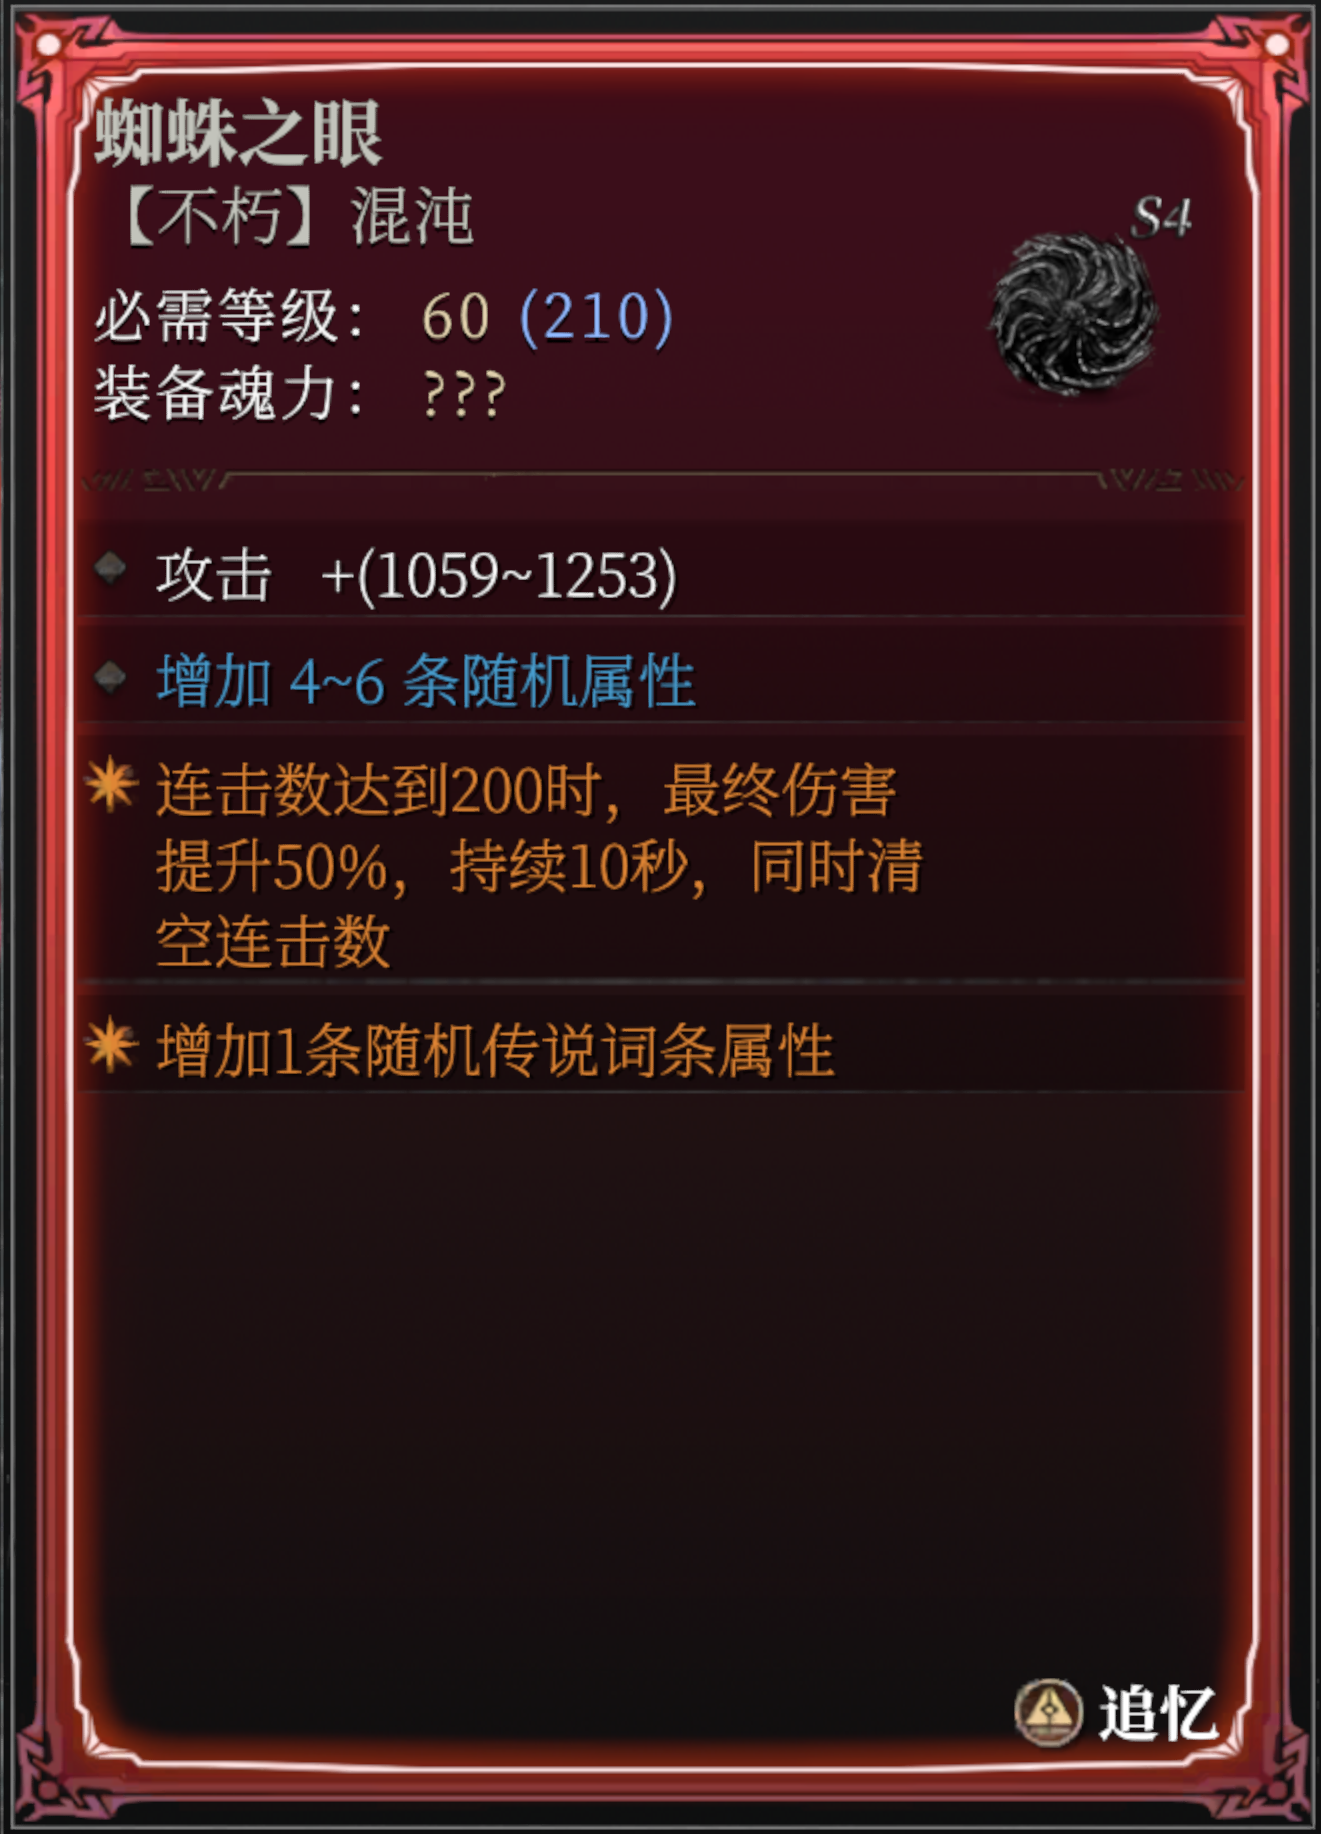 蜘蛛之眼
【不朽】混沌
S4
必需等级： 60 (210)
装备魂力： ???
攻击 +(1059~1253)
增加 4~6 条随机属性
连击数达到200时，最终伤害
提升50%，持续10秒，同时清
空连击数
增加1条随机传说词条属性
追忆